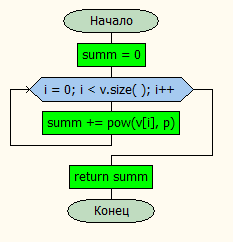 Начало
summ = 0
i = 0; i < v.size( ); i++
summ += pow(v[i], p)
return summ
Конец